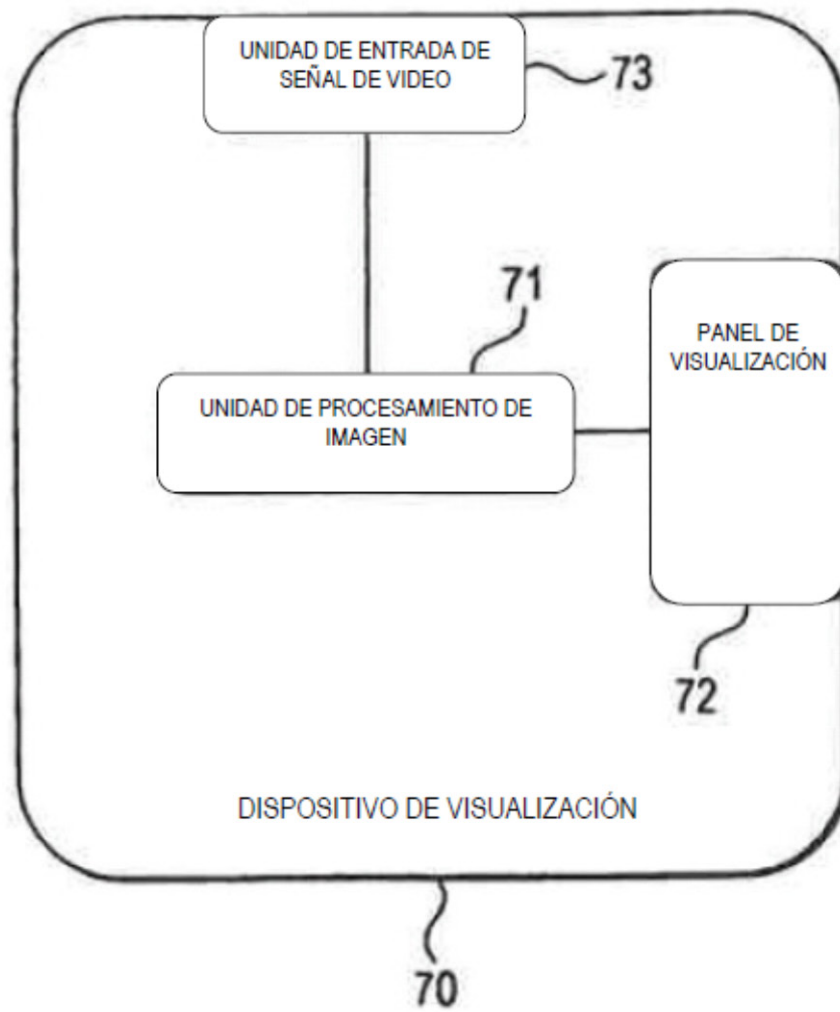 UNIDAD DE ENTRADA DE
SEÑAL DE VIDEO
73
71
PANEL DE
VISUALIZACIÓN
UNIDAD DE PROCESAMIENTO DE
IMAGEN
72
DISPOSITIVO DE VISUALIZACIÓN
70